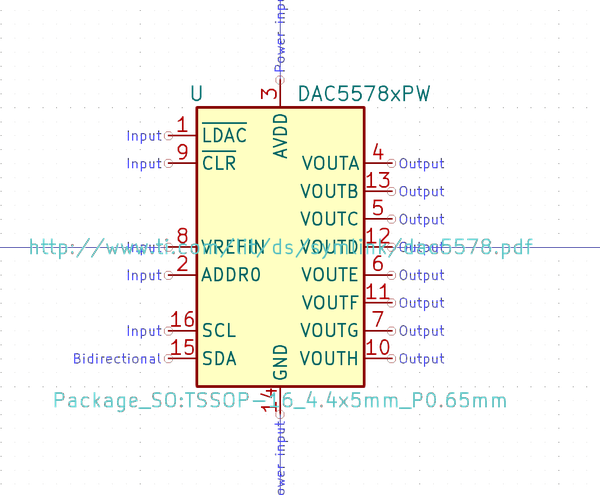 Power input
U
3
DAC5578xPW
AVDD
1
Input
LDAC
9
Input
CLR
VOUTA
4
Output
VOUTB
13
Output
VOUTC
5
Output
8
Input
VREFIN
VOUTD
12
Output
http://www.ti.com/lit/ds/symlink/dac5578.pdf
2
Input
ADDR0
VOUTE
6
Output
VOUTF
11
Output
16
Input
SCL
VOUTG
7
Output
15
Bidirectional
SDA
VOUTH
10
Output
GND
14
Package_SO:TSSOP-16_4.4x5mm_P0.65mm
ower input